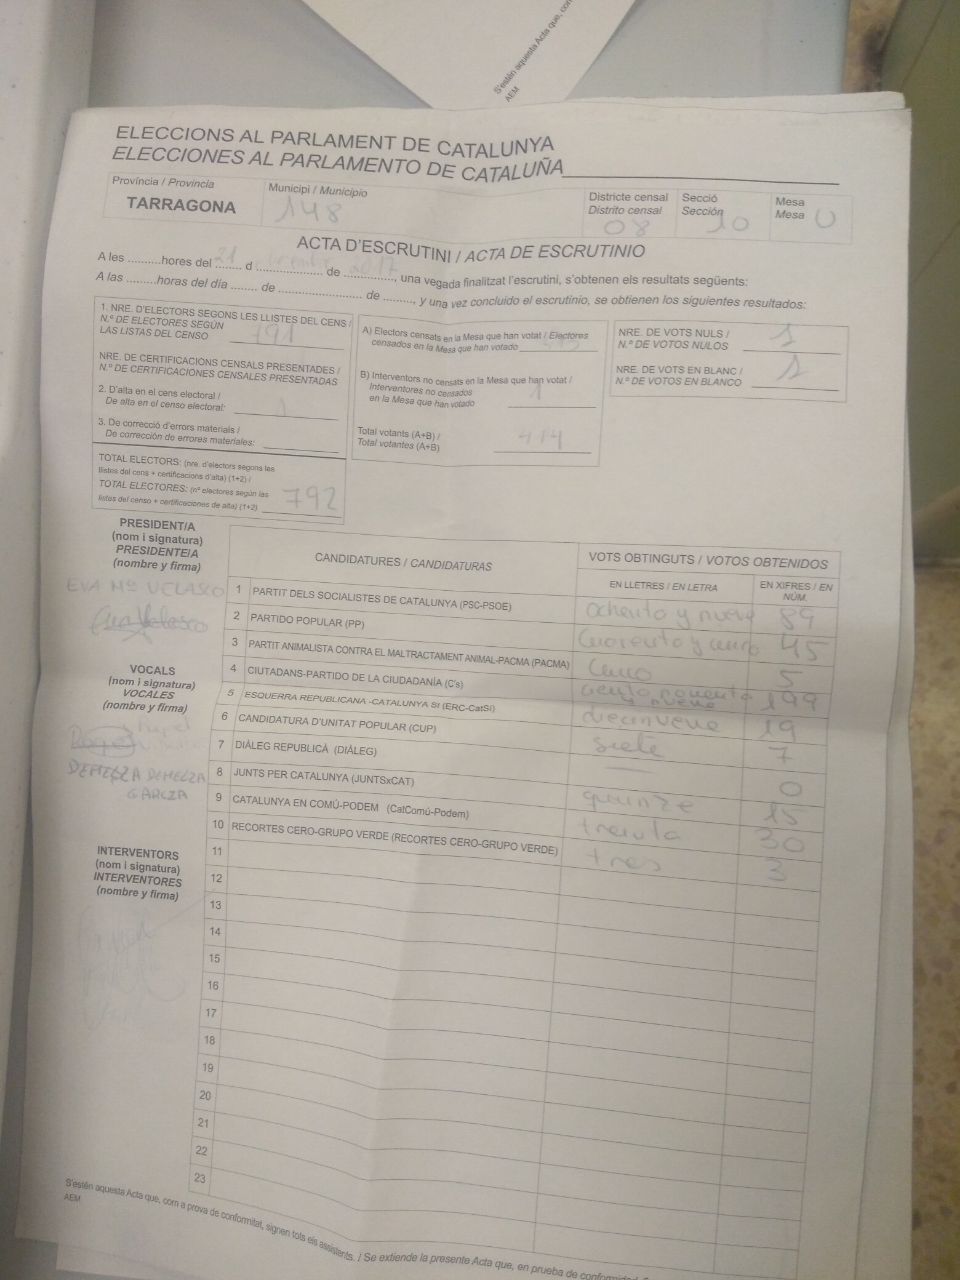 S'estén aquesta Acta que, con
AEM
ELECCIONS AL PARLAMENT DE CATALUNYA
ELECCIONES AL PARLAMENTO DE CATALUÑA
Província / Provincia
TARRAGONA
Municipi / Municipio
148
Districte censal
Distrito censal
08
Secció
Sección
10
Mesa
Mesa U
ACTA D'ESCRUTINI / ACTA DE ESCRUTINIO
A les ..........hores del 21 d ..................... de 2017, una vegada finalitzat l'escrutini, s'obtenen els resultats següents:
A las .........horas del día ....... de .......................... de ........., y una vez concluido el escrutinio, se obtienen los siguientes resultados:
1. NRE. D'ELECTORS SEGONS LES LLISTES DEL CENS /
N.º DE ELECTORES SEGÚN
LAS LISTAS DEL CENSO 791
NRE. DE CERTIFICACIONS CENSALS PRESENTADES /
N.º DE CERTIFICACIONES CENSALES PRESENTADAS
2. D'alta en el cens electoral /
De alta en el censo electoral: 1
3. De correcció d'errors materials /
De corrección de errores materiales:
TOTAL ELECTORS: (nre. d'electors segons les
llistes del cens + certificacions d'alta) (1+2) /
TOTAL ELECTORES: (nº electores según las
listas del censo + certificaciones de alta) (1+2) 792
A) Electors censats en la Mesa que han votat / Electores
censados en la Mesa que han votado
B) Interventors no censats en la Mesa que han votat /
Interventores no censados
en la Mesa que han votado 1
Total votants (A+B) /
Total votantes (A+B) 414
NRE. DE VOTS NULS /
N.º DE VOTOS NULOS 1
NRE. DE VOTS EN BLANC /
N.º DE VOTOS EN BLANCO 1
PRESIDENT/A
(nom i signatura)
PRESIDENTE/A
(nombre y firma)
EVA Mª VELASCO
Eva Velasco
VOCALS
(nom i signatura)
VOCALES
(nombre y firma)
DEMELZA DEMELZA
GARCZA
INTERVENTORS
(nom i signatura)
INTERVENTORES
(nombre y firma)
CANDIDATURES / CANDIDATURAS
VOTS OBTINGUTS / VOTOS OBTENIDOS
EN LLETRES / EN LETRA
EN XIFRES / EN
NÚM.
1 PARTIT DELS SOCIALISTES DE CATALUNYA (PSC-PSOE) ochenta y nueve 89
2 PARTIDO POPULAR (PP) cuarenta y cinco 45
3 PARTIT ANIMALISTA CONTRA EL MALTRACTAMENT ANIMAL-PACMA (PACMA) cinco 5
4 CIUTADANS-PARTIDO DE LA CIUDADANÍA (C's) ciento noventa y nueve 199
5 ESQUERRA REPUBLICANA -CATALUNYA SÍ (ERC-CatSí) diecinueve 19
6 CANDIDATURA D'UNITAT POPULAR (CUP) siete 7
7 DIÀLEG REPUBLICÀ (DIÀLEG) — 0
8 JUNTS PER CATALUNYA (JUNTSxCAT) quinze 15
9 CATALUNYA EN COMÚ-PODEM (CatComú-Podem) treinta 30
10 RECORTES CERO-GRUPO VERDE (RECORTES CERO-GRUPO VERDE) tres 3
11
12
13
14
15
16
17
18
19
20
21
22
23
S'estén aquesta Acta que, com a prova de conformitat, signen tots els assistents. / Se extiende la presente Acta que, en prueba de conformidad,
AEM